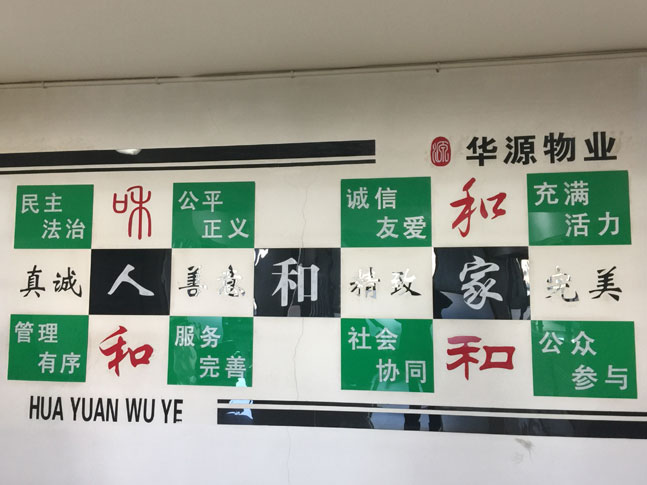 源 华源物业
民主
法治
和
公平
正义
诚信
友爱
和
充满
活力
真诚
人
善意
和
精致
家
完美
管理
有序
和
服务
完善
社会
协同
和
公众
参与
HUA YUAN WU YE